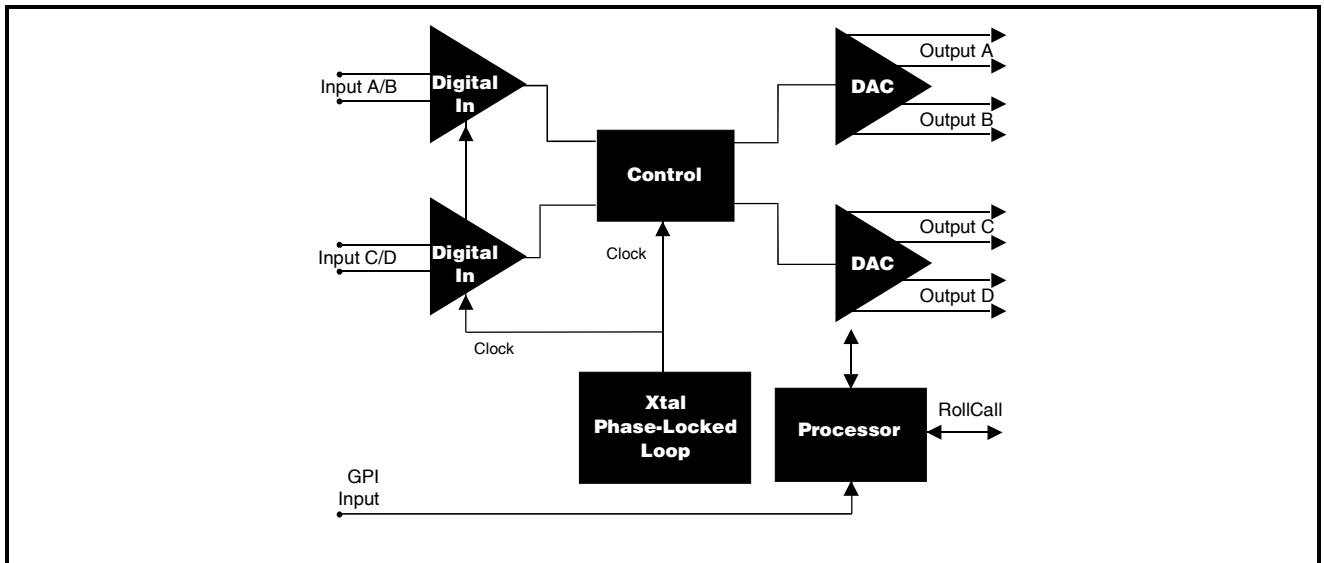 Input A/B
Digital
In
DAC
Output A
Output B
Control
Input C/D
Digital
In
Clock
DAC
Output C
Output D
Clock
Xtal
Phase-Locked
Loop
Processor
RollCall
GPI
Input